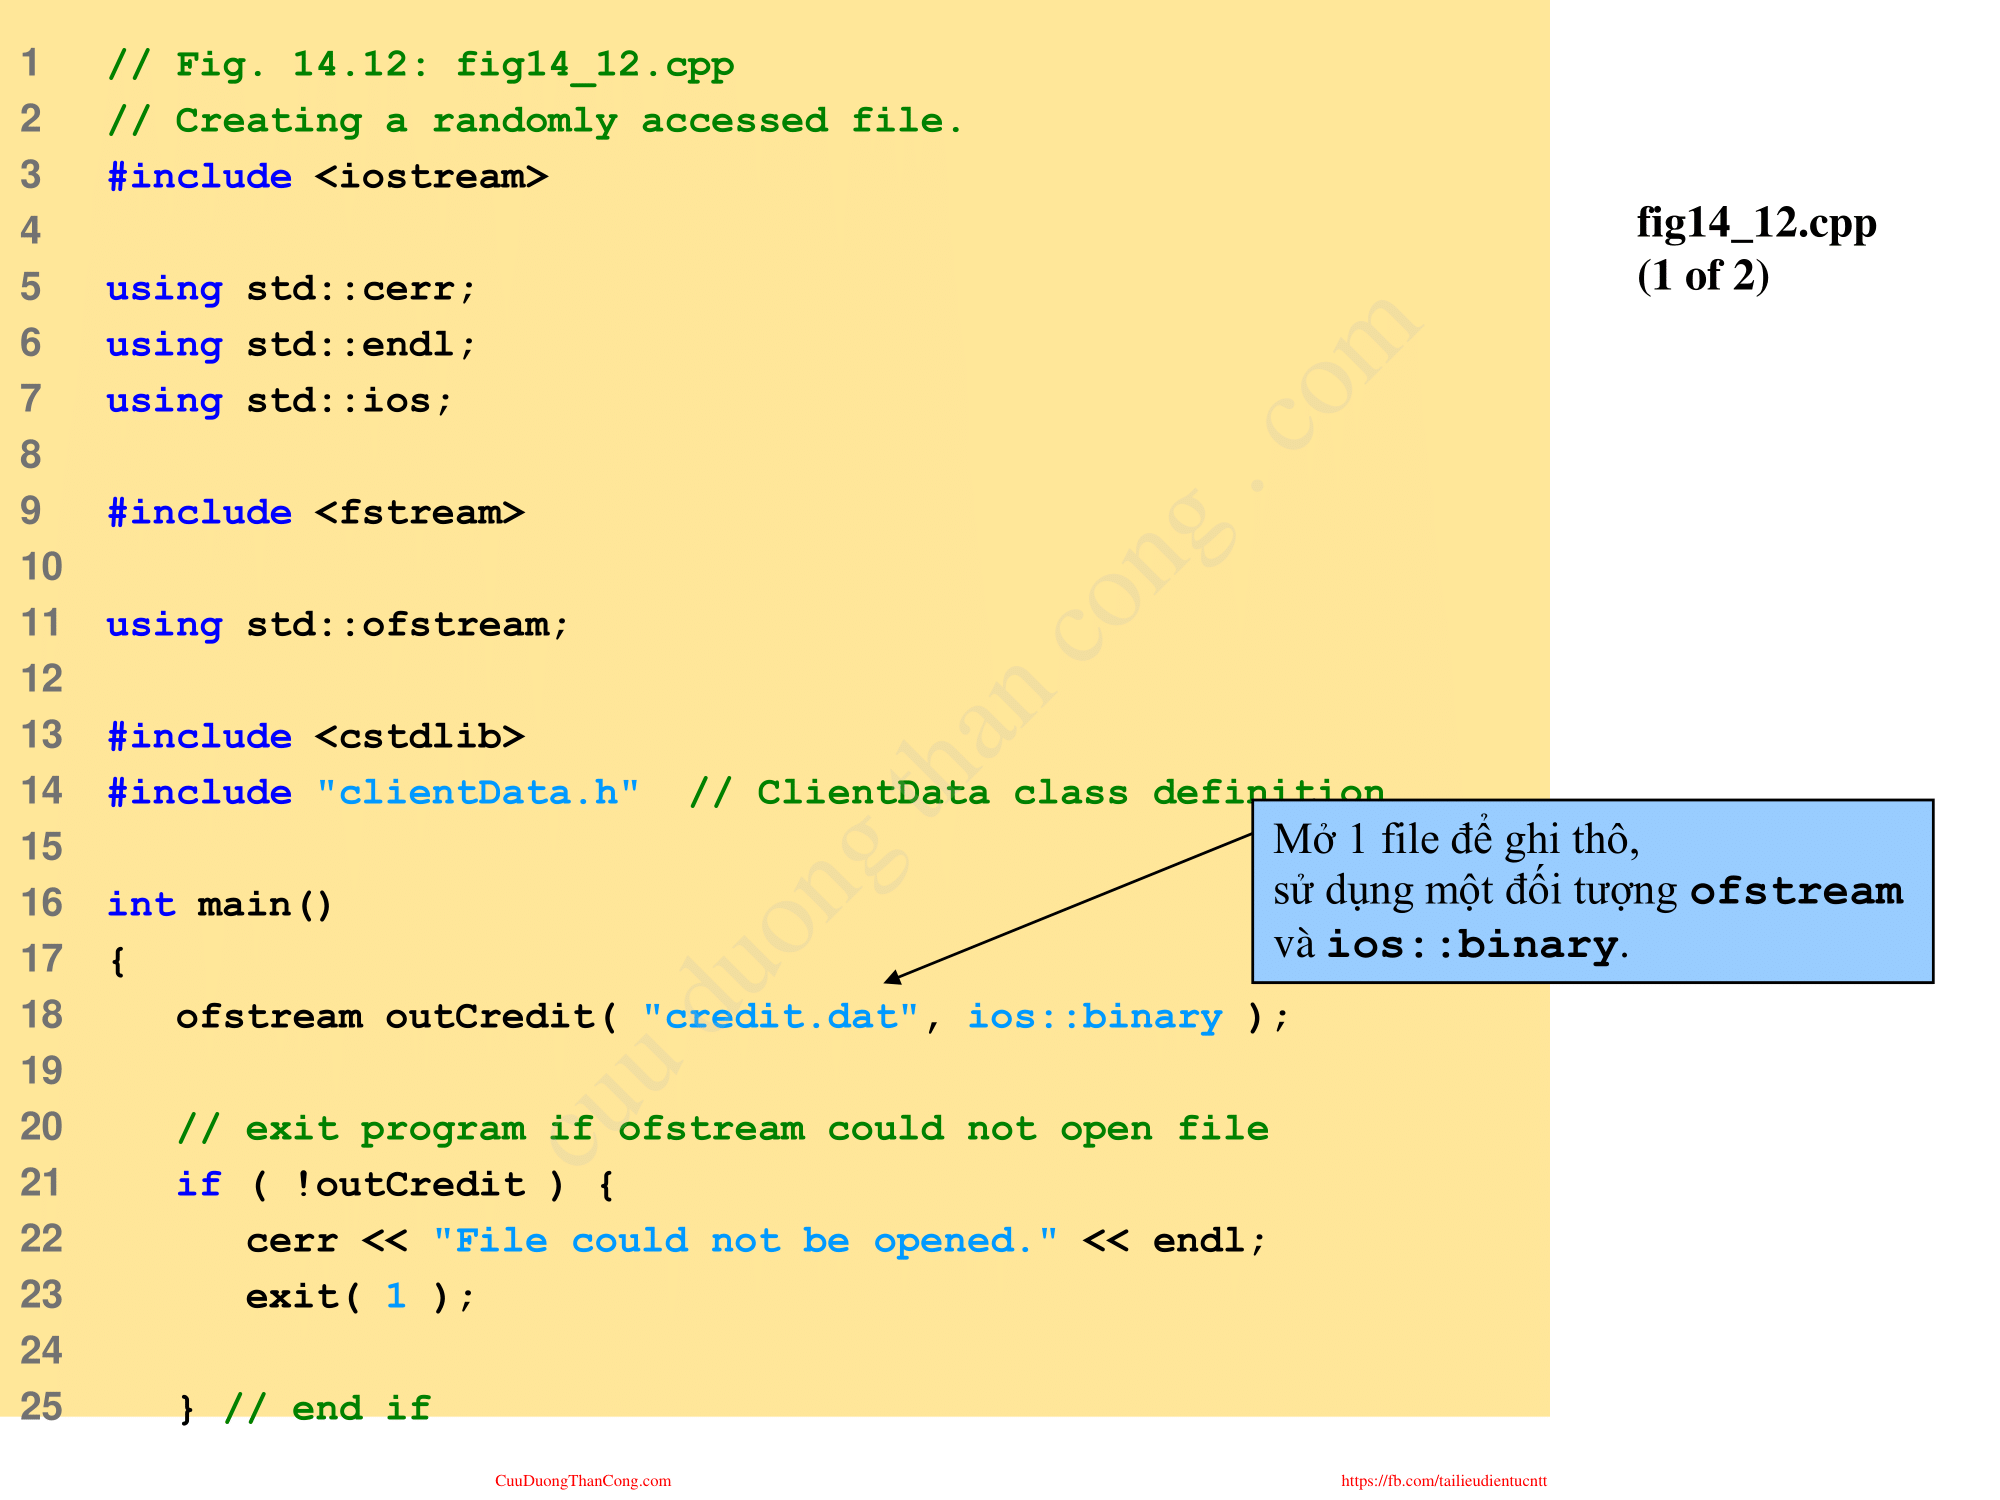 1 // Fig. 14.12: fig14_12.cpp
2 // Creating a randomly accessed file.
3 #include <iostream>
4
5 using std::cerr;
6 using std::endl;
7 using std::ios;
8
9 #include <fstream>
10
11 using std::ofstream;
12
13 #include <cstdlib>
14 #include "clientData.h" // ClientData class definition
15
16 int main()
17 {
18 ofstream outCredit( "credit.dat", ios::binary );
19
20 // exit program if ofstream could not open file
21 if ( !outCredit ) {
22 cerr << "File could not be opened." << endl;
23 exit( 1 );
24
25 } // end if
fig14_12.cpp
(1 of 2)
Mở 1 file để ghi thô,
sử dụng một đối tượng ofstream
và ios::binary.
cuu duong than cong . com
CuuDuongThanCong.com
https://fb.com/tailieudientucntt